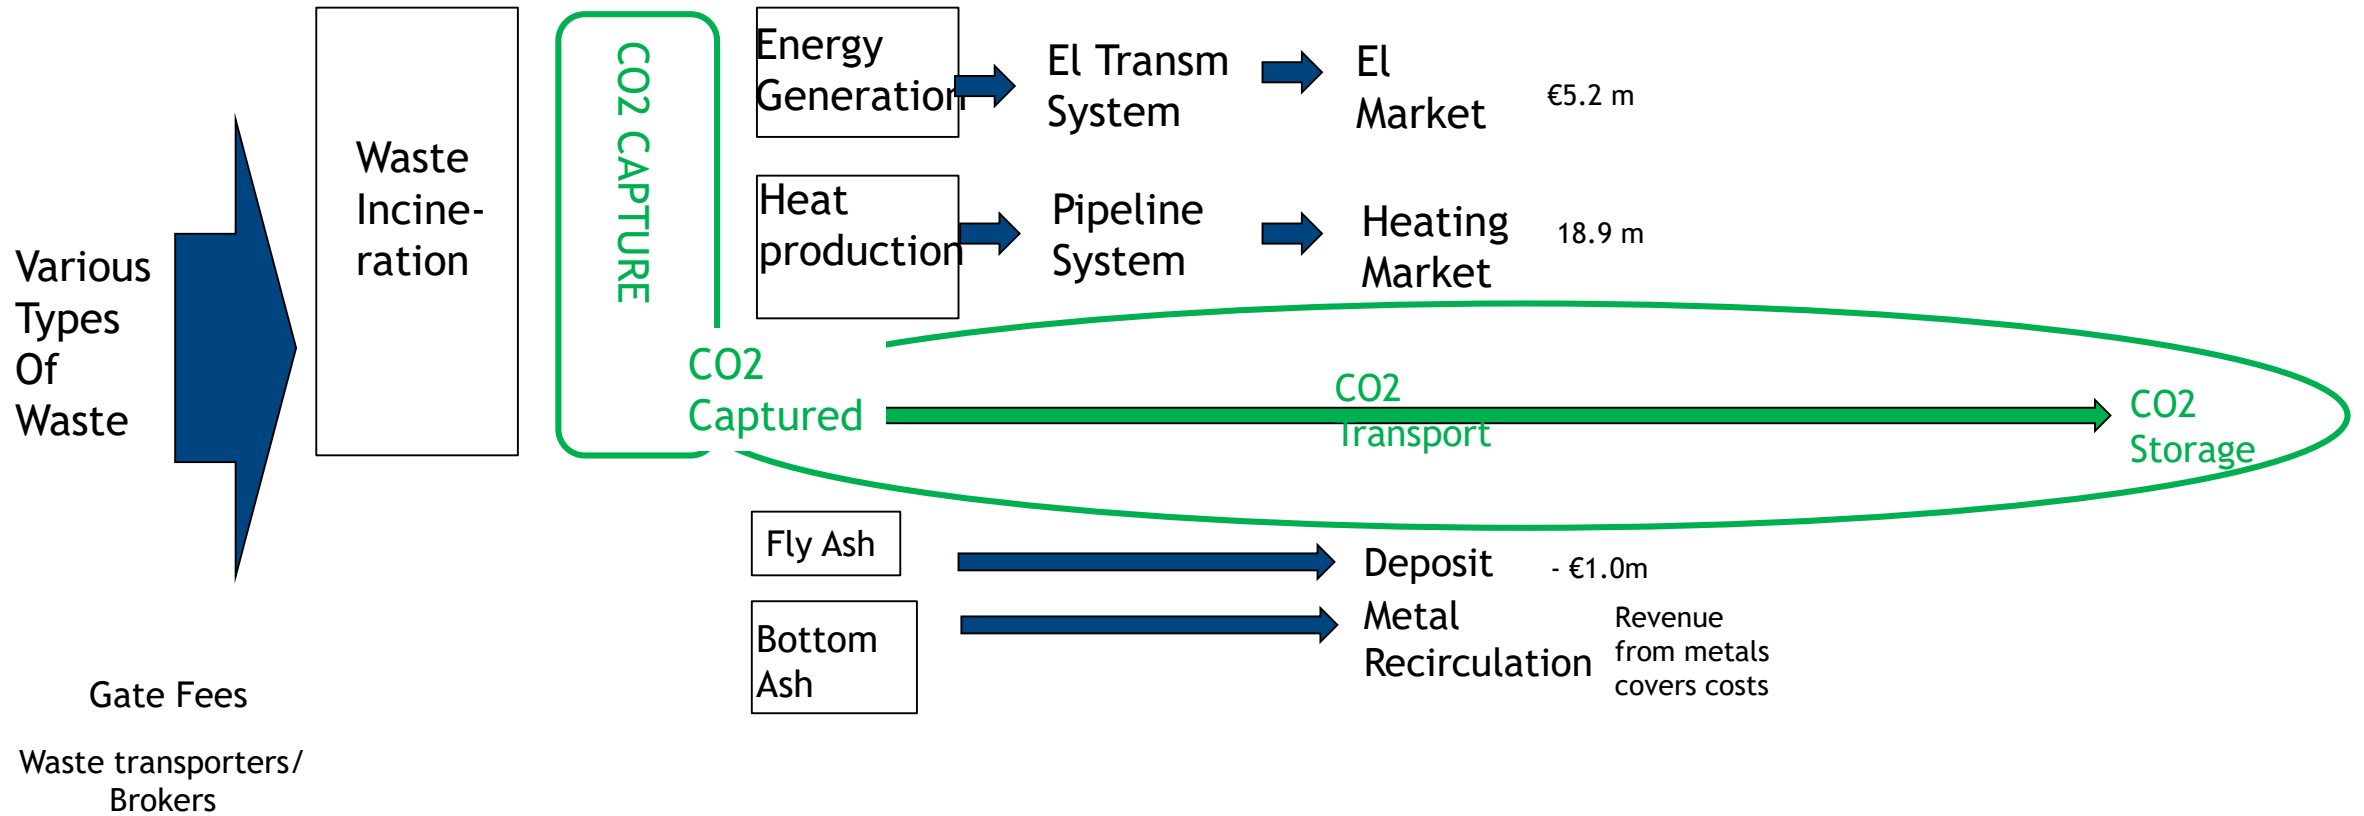 Various
Types
Of
Waste
Gate Fees
Waste transporters/
Brokers
Waste
Incine-
ration
CO2 CAPTURE
Energy
Generation
El Transm
System
El
Market
€5.2 m
Heat
production
Pipeline
System
Heating
Market
18.9 m
CO2
Captured
CO2
Transport
CO2
Storage
Fly Ash
Deposit
- €1.0m
Bottom
Ash
Metal
Recirculation
Revenue
from metals
covers costs